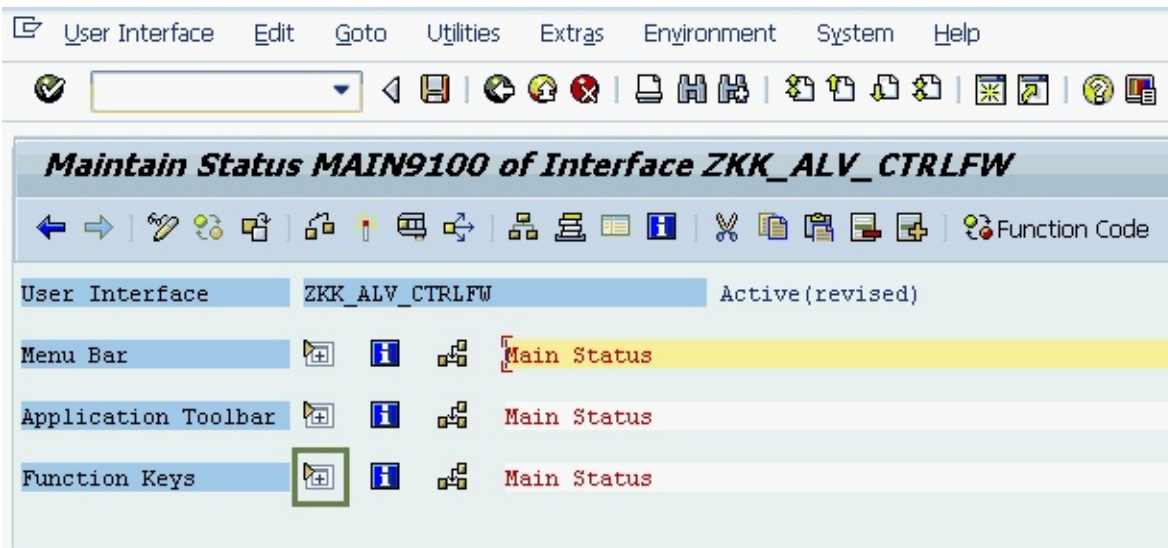 User Interface Edit Goto Utilities Extras Environment System Help
Maintain Status MAIN9100 of Interface ZKK_ALV_CTRLFW
Function Code
User Interface ZKK_ALV_CTRLFW Active(revised)
Menu Bar Main Status
Application Toolbar Main Status
Function Keys Main Status